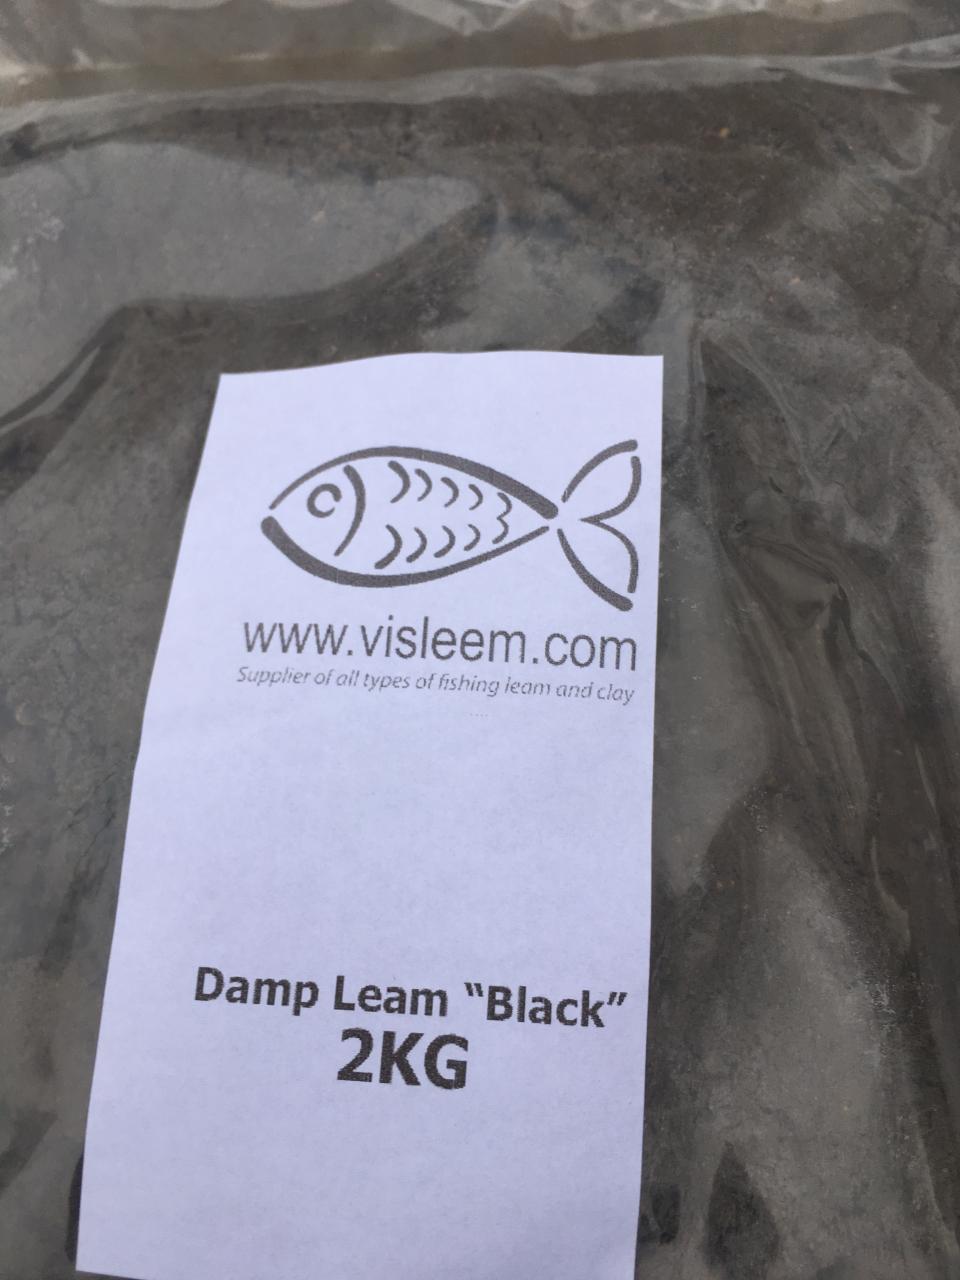 www.visleem.com
Supplier of all types of fishing leam and clay
....
Damp Leam “Black”
2KG